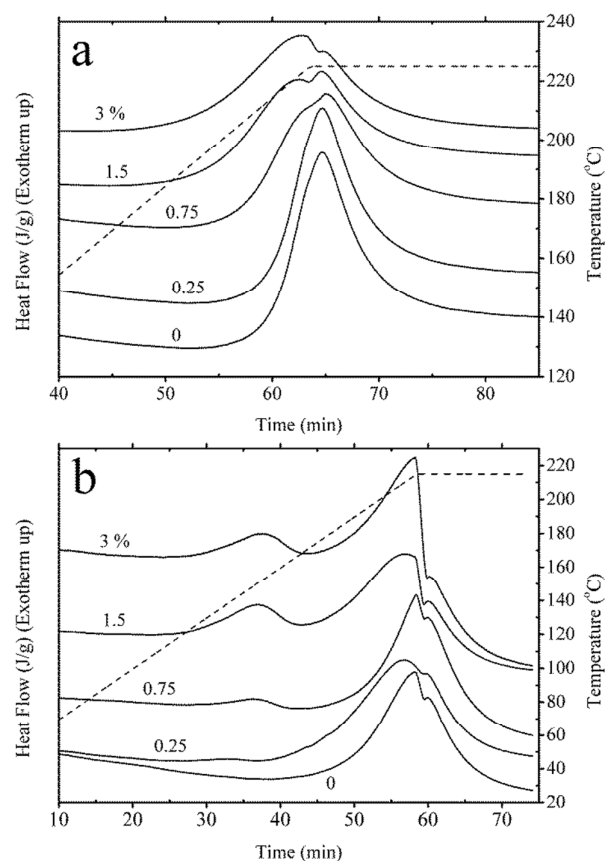 a
Heat Flow (J/g) (Exotherm up)
3 %
1.5
0.75
0.25
0
220
200
180
160
140
120
Temperature (°C)
40 50 60 70 80
Time (min)
b
Heat Flow (J/g) (Exotherm up)
3 %
1.5
0.75
0.25
0
220
200
180
160
140
120
100
80
60
40
20
Temperature (°C)
10 20 30 40 50 60 70
Time (min)